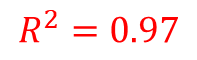 R² = 0.97